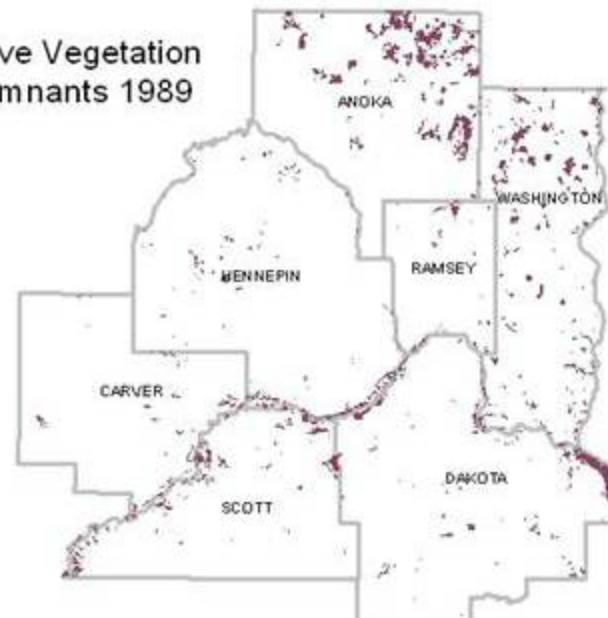 ve Vegetation
mnants 1989
ANOKA
WASHINGTON
RAMSEY
HENNEPIN
CARVER
DAKOTA
SCOTT